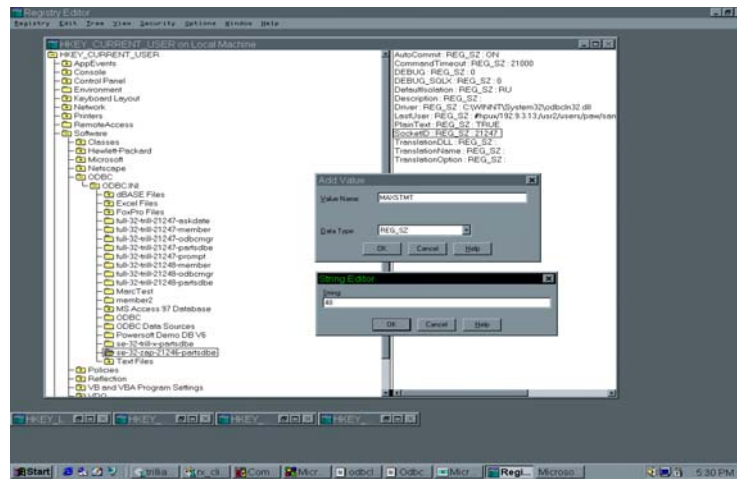 Registry Editor
Registry Edit Tree View Security Options Window Help
HKEY_CURRENT_USER on Local Machine
HKEY_CURRENT_USER
AppEvents
Console
Control Panel
Environment
Keyboard Layout
Network
Printers
RemoteAccess
Software
Classes
Hewlett-Packard
Microsoft
Netscape
ODBC
ODBC.INI
dBASE Files
Excel Files
FoxPro Files
full-32-trill-21247-askdate
full-32-trill-21247-member
full-32-trill-21247-odbcmgr
full-32-trill-21247-partsdbe
full-32-trill-21247-prompt
full-32-trill-21248-member
full-32-trill-21248-odbcmgr
full-32-trill-21248-partsdbe
MarcTest
member2
MS Access 97 Database
ODBC
ODBC Data Sources
Powersoft Demo DB V6
se-32-trill-v-partsdbe
se-32-zap-21246-partsdbe
Text Files
Policies
Reflection
VB and VBA Program Settings
AutoCommit : REG_SZ : ON
CommandTimeout : REG_SZ : 21000
DEBUG : REG_SZ : 0
DEBUG_SQLX : REG_SZ : 0
DefaultIsolation : REG_SZ : RU
Description : REG_SZ :
Driver : REG_SZ : C:\WINNT\System32\odbcln32.dll
LastUser : REG_SZ : #hpux/192.9.3.13;/usr2/users/paw/san
PlainText : REG_SZ : TRUE
SocketID : REG_SZ : 21247
TranslationDLL : REG_SZ :
TranslationName : REG_SZ :
TranslationOption : REG_SZ :
Add Value
Value Name: MAXSTMT
Data Type: REG_SZ
OK Cancel Help
String Editor
String:
40
OK Cancel Help
HKEY_L HKEY_ HKEY_ HKEY_
Start trillia rx_cli Com... Micr... odbcl Odbc... Micr... Regi... Microso... 5:30 PM